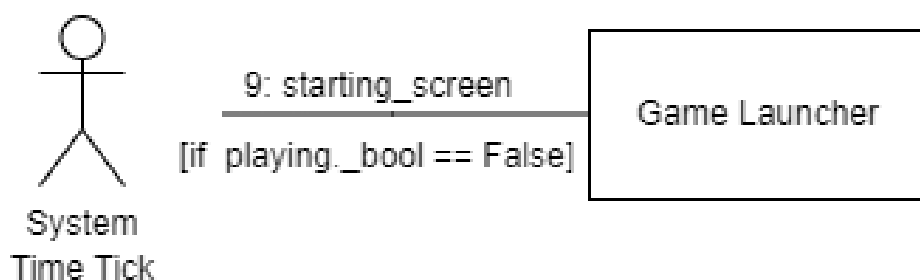 9: starting_screen
Game Launcher
[if playing._bool == False]
System
Time Tick